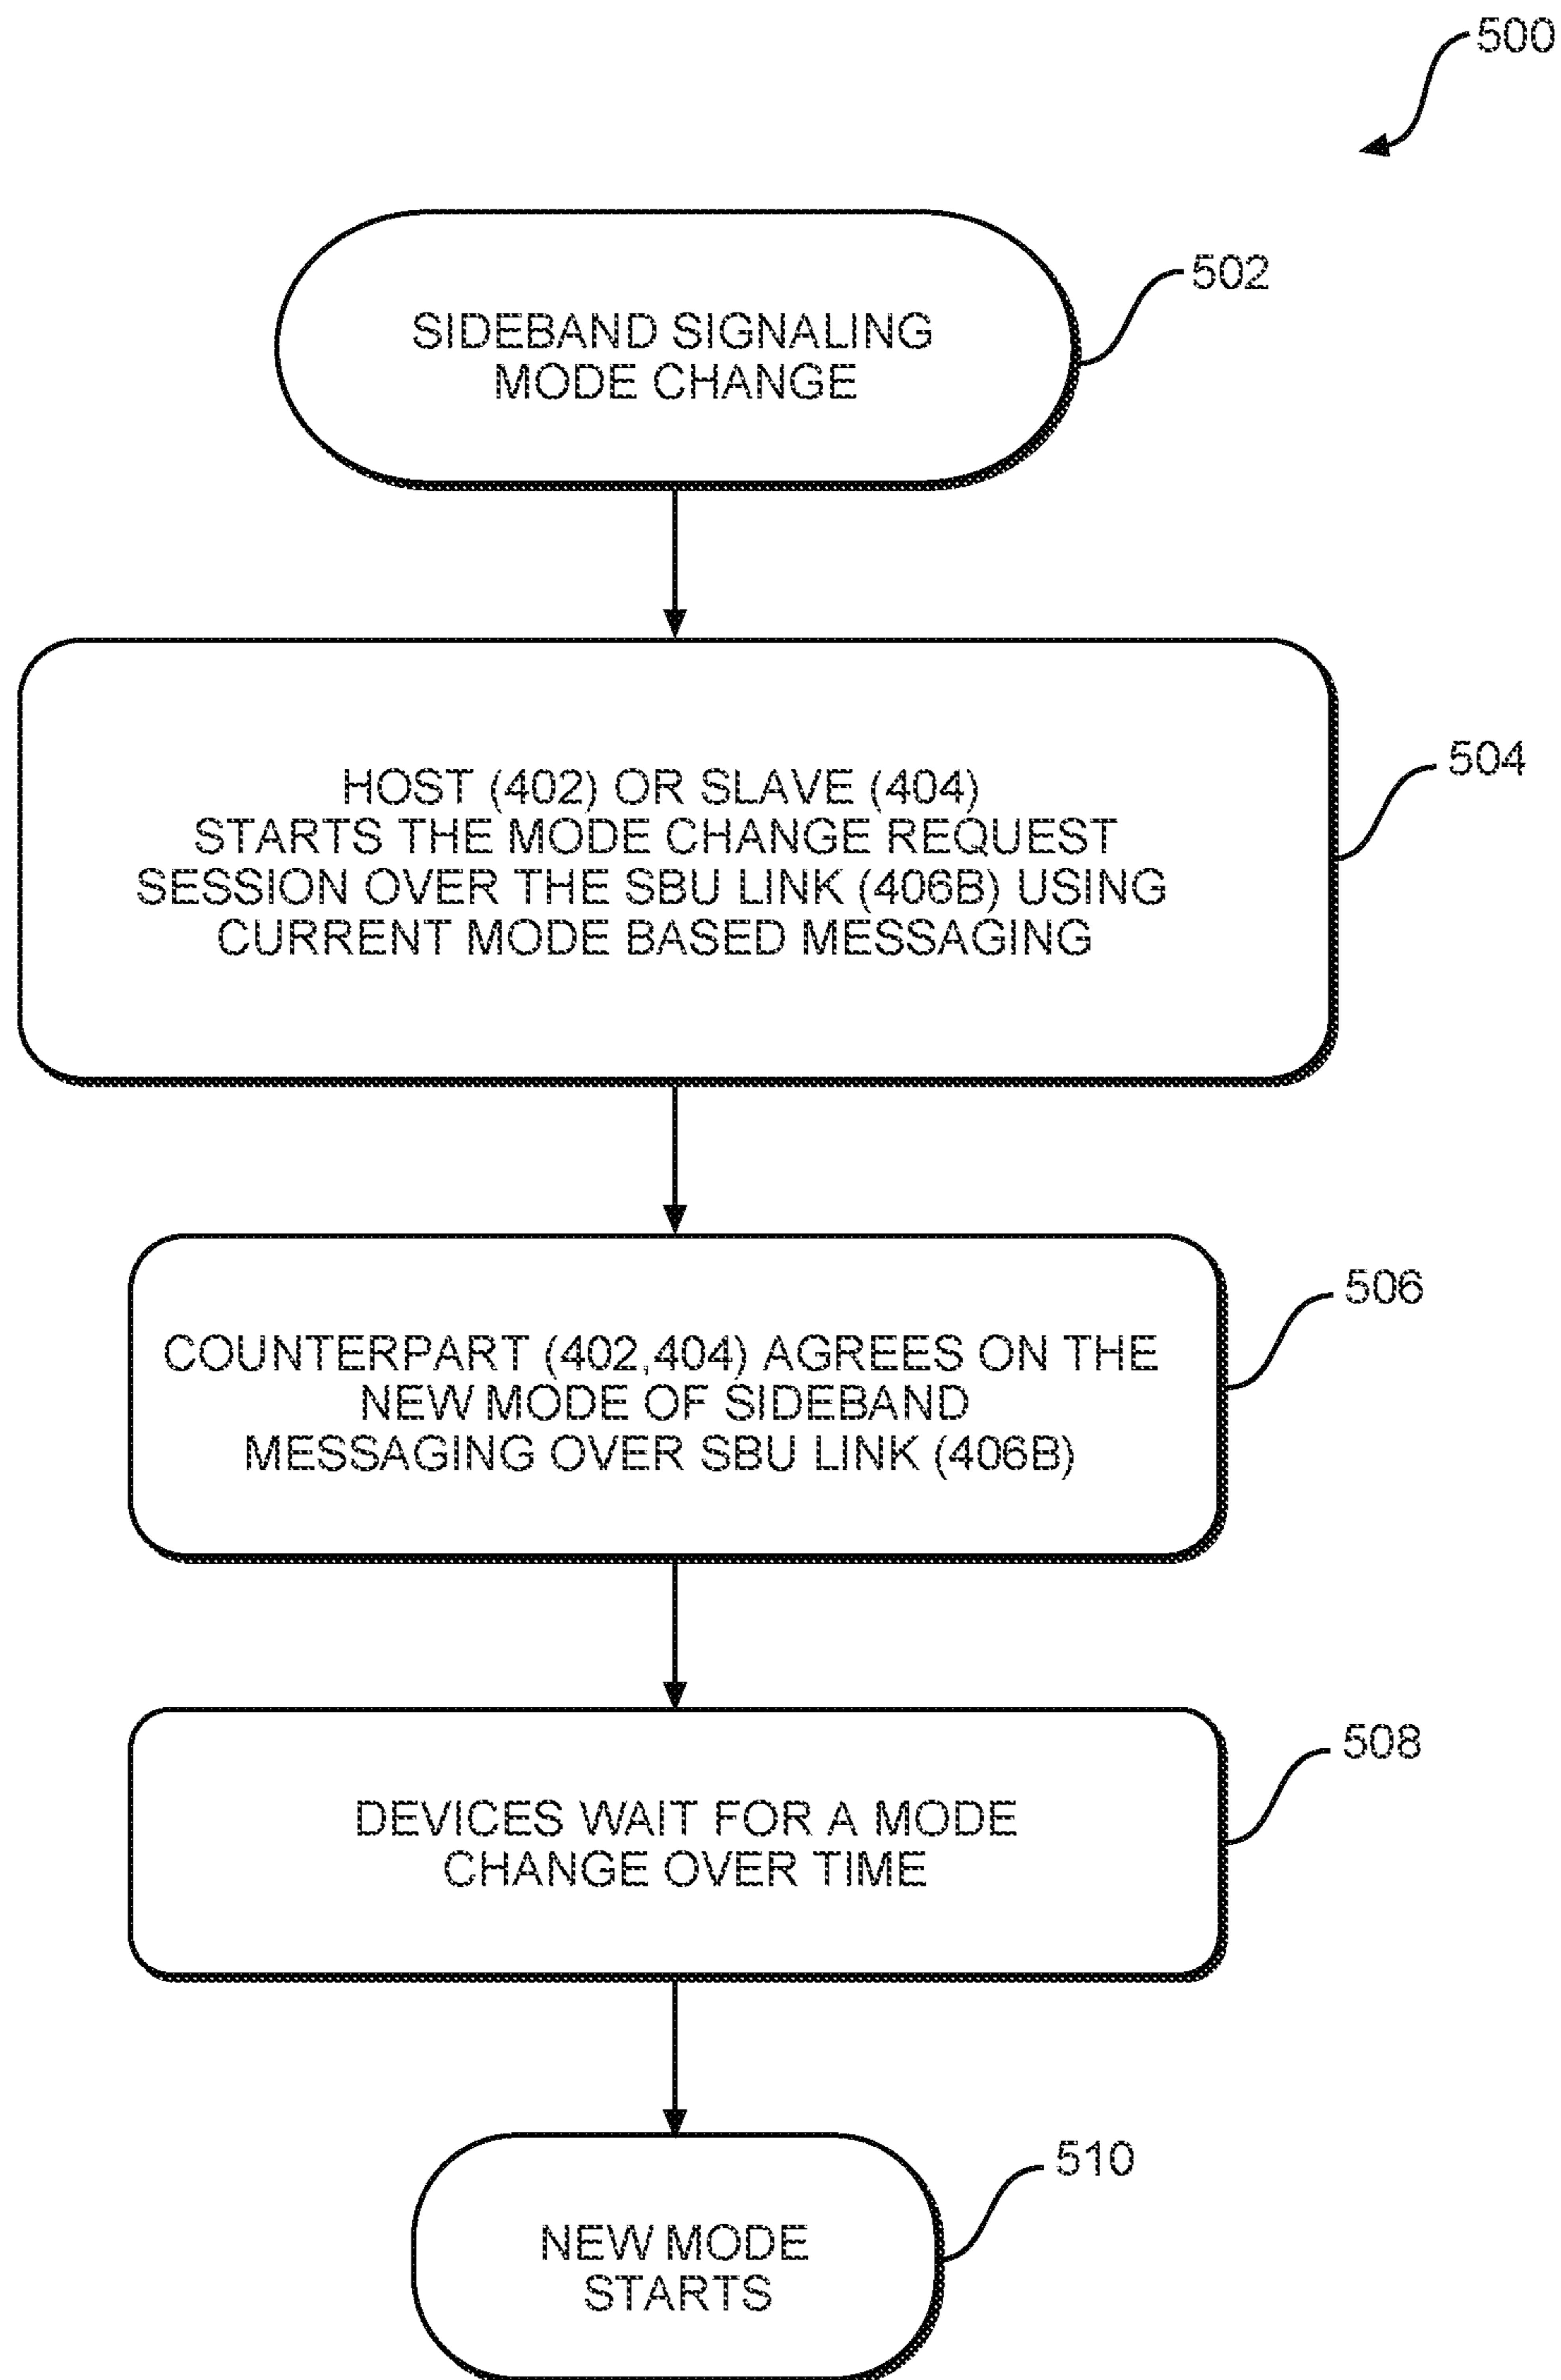 500
SIDEBAND SIGNALING
MODE CHANGE
502
HOST (402) OR SLAVE (404)
STARTS THE MODE CHANGE REQUEST
SESSION OVER THE SBU LINK (406B) USING
CURRENT MODE BASED MESSAGING
504
COUNTERPART (402,404) AGREES ON THE
NEW MODE OF SIDEBAND
MESSAGING OVER SBU LINK (406B)
506
DEVICES WAIT FOR A MODE
CHANGE OVER TIME
508
NEW MODE
STARTS
510